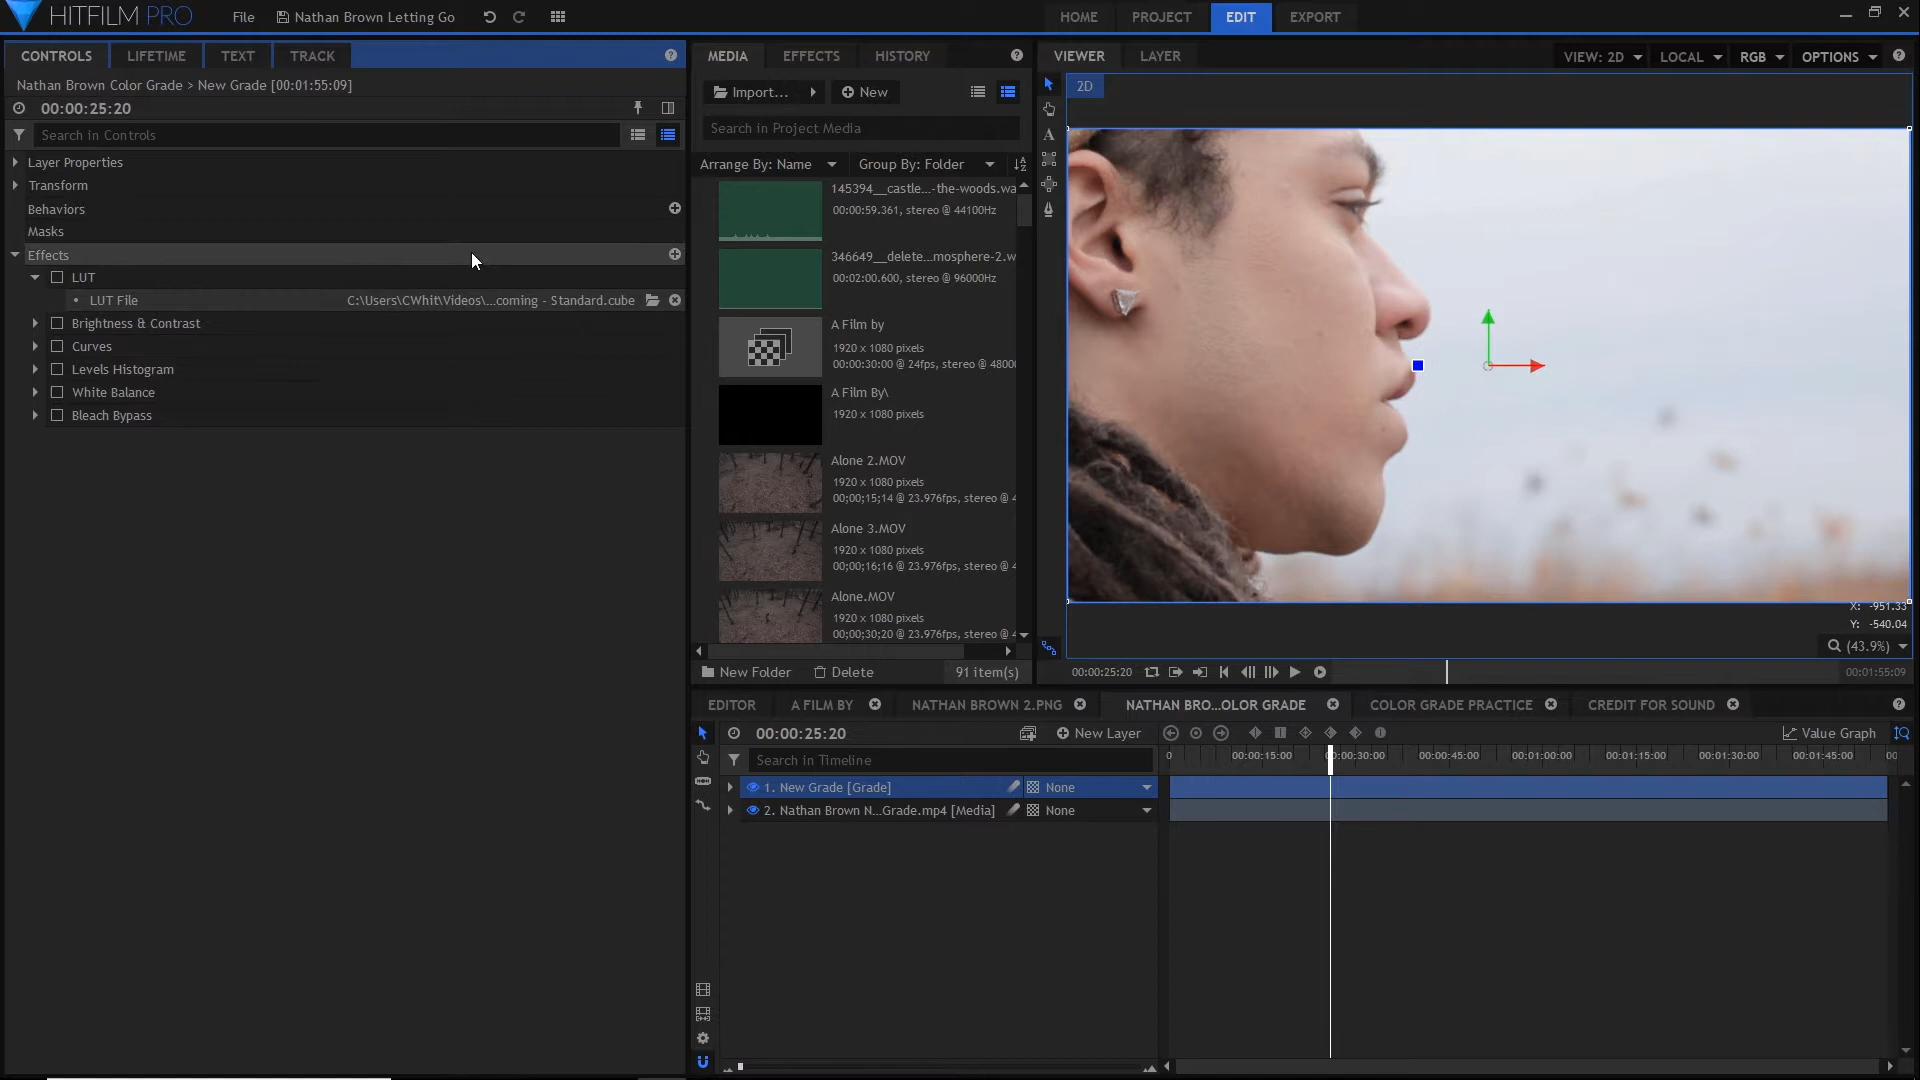 HITFILM PRO
File
Nathan Brown Letting Go
HOME
PROJECT
EDIT
EXPORT
CONTROLS
LIFETIME
TEXT
TRACK
Nathan Brown Color Grade > New Grade [00:01:55:09]
00:00:25:20
Search in Controls
Layer Properties
Transform
Behaviors
Masks
Effects
LUT
LUT File
C:\Users\CWhit\Videos\...coming - Standard.cube
Brightness & Contrast
Curves
Levels Histogram
White Balance
Bleach Bypass
MEDIA
EFFECTS
HISTORY
Import...
New
Search in Project Media
Arrange By: Name
Group By: Folder
145394__castle...-the-woods.wa
00:00:59.361, stereo @ 44100Hz
346649__delete...mosphere-2.w
00:02:00.600, stereo @ 96000Hz
A Film by
1920 x 1080 pixels
00:00:30:00 @ 24fps, stereo @ 4800
A Film By\
1920 x 1080 pixels
Alone 2.MOV
1920 x 1080 pixels
00;00;15;14 @ 23.976fps, stereo @ 4
Alone 3.MOV
1920 x 1080 pixels
00;00;16;16 @ 23.976fps, stereo @ 4
Alone.MOV
1920 x 1080 pixels
00;00;30;20 @ 23.976fps, stereo @ 4
New Folder
Delete
91 item(s)
VIEWER
LAYER
VIEW: 2D
LOCAL
RGB
OPTIONS
2D
X: -951.33
Y: -540.04
(43.9%)
00:00:25:20
00:01:55:09
EDITOR
A FILM BY
NATHAN BROWN 2.PNG
NATHAN BRO...OLOR GRADE
COLOR GRADE PRACTICE
CREDIT FOR SOUND
00:00:25:20
New Layer
Value Graph
Search in Timeline
0
00:00:15:00
00:00:30:00
00:00:45:00
00:01:00:00
00:01:15:00
00:01:30:00
00:01:45:00
00
1. New Grade [Grade]
None
2. Nathan Brown N...Grade.mp4 [Media]
None